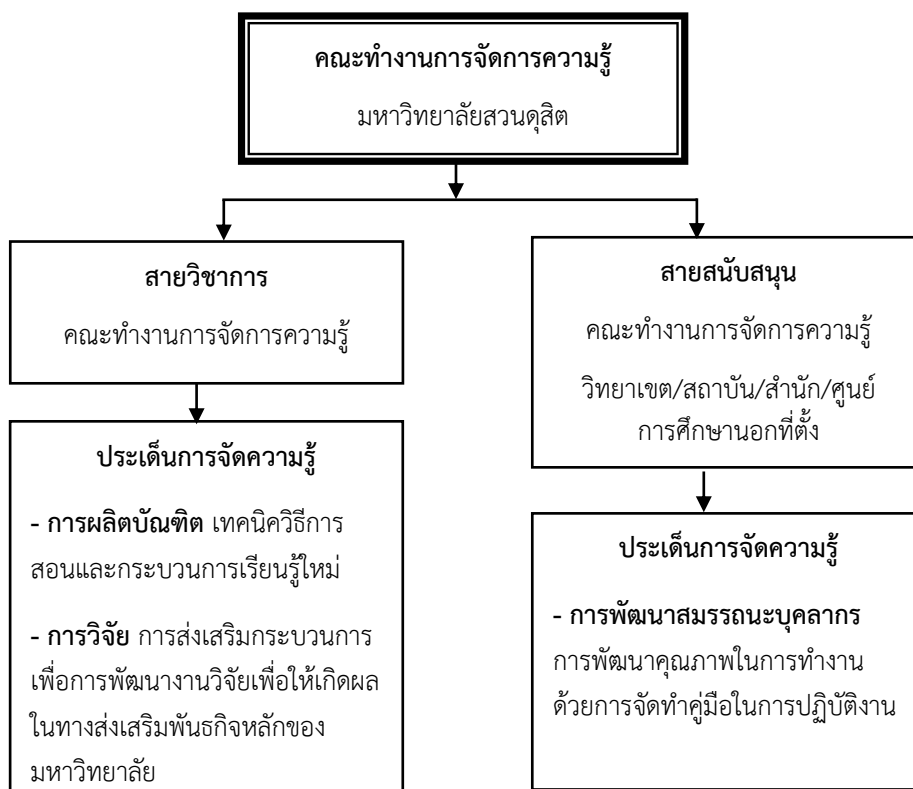 คณะทำงานการจัดการความรู้
มหาวิทยาลัยสวนดุสิต
สายวิชาการ
คณะทำงานการจัดการความรู้
ประเด็นการจัดความรู้
- การผลิตบัณฑิต เทคนิควิธีการ
สอนและกระบวนการเรียนรู้ใหม่
- การวิจัย การส่งเสริมกระบวนการ
เพื่อการพัฒนางานวิจัยเพื่อให้เกิดผล
ในทางส่งเสริมพันธกิจหลักของ
มหาวิทยาลัย
สายสนับสนุน
คณะทำงานการจัดการความรู้
วิทยาเขต/สถาบัน/สำนัก/ศูนย์
การศึกษานอกที่ตั้ง
ประเด็นการจัดความรู้
- การพัฒนาสมรรถนะบุคลากร
การพัฒนาคุณภาพในการทำงาน
ด้วยการจัดทำคู่มือในการปฏิบัติงาน